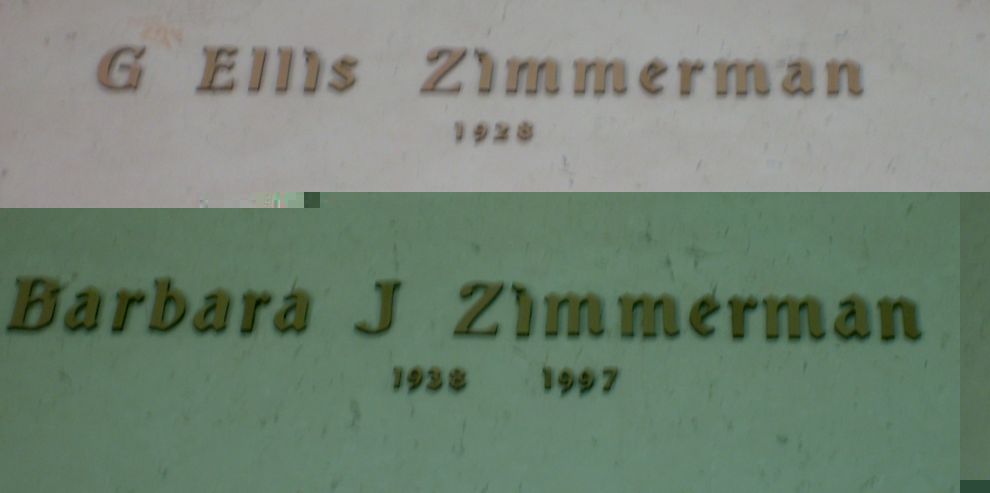 G Ellis Zimmerman
1928
Barbara J Zimmerman
1938 1997